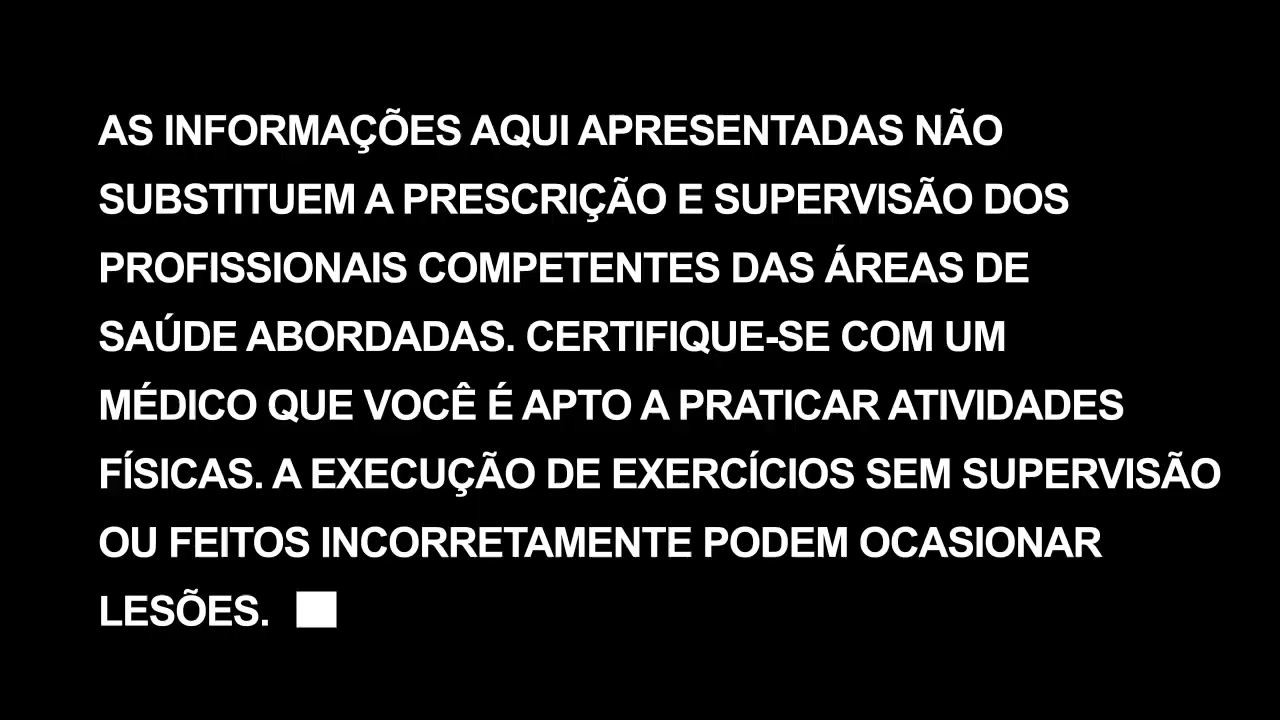 AS INFORMAÇÕES AQUI APRESENTADAS NÃO
SUBSTITUEM A PRESCRIÇÃO E SUPERVISÃO DOS
PROFISSIONAIS COMPETENTES DAS ÁREAS DE
SAÚDE ABORDADAS. CERTIFIQUE-SE COM UM
MÉDICO QUE VOCÊ É APTO A PRATICAR ATIVIDADES
FÍSICAS. A EXECUÇÃO DE EXERCÍCIOS SEM SUPERVISÃO
OU FEITOS INCORRETAMENTE PODEM OCASIONAR
LESÕES.